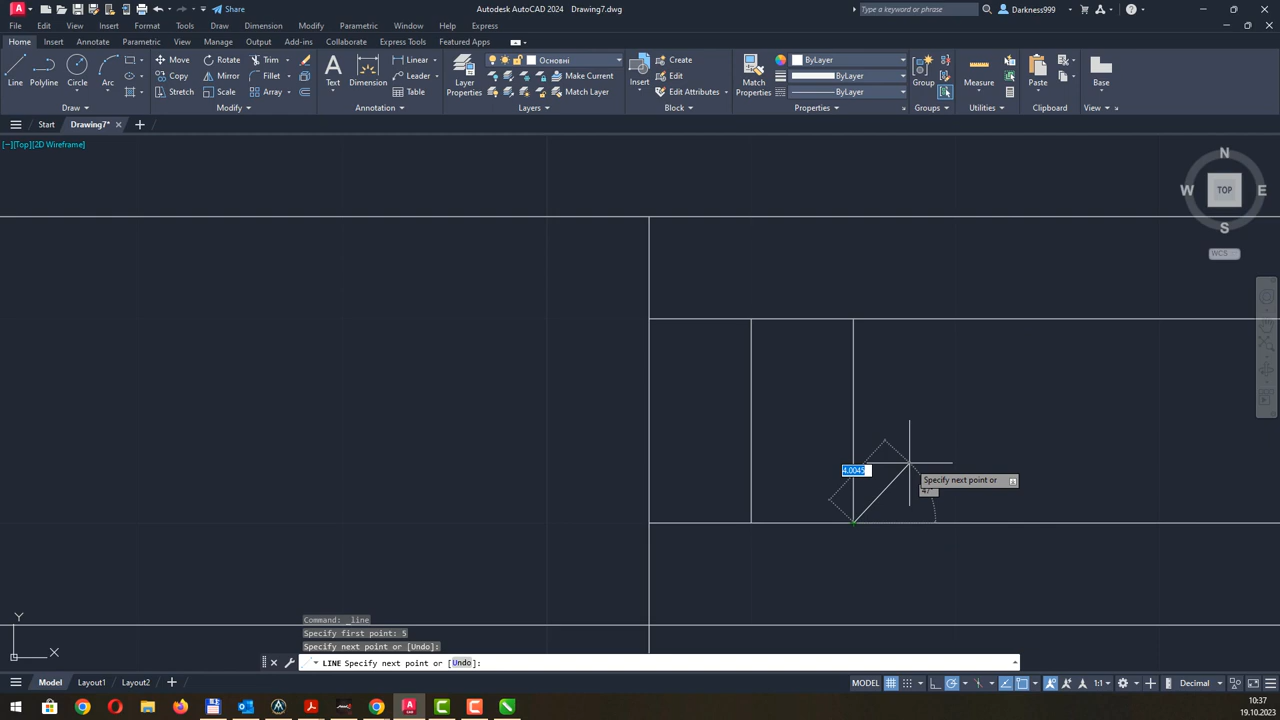 Share
Autodesk AutoCAD 2024 Drawing7.dwg
Type a keyword or phrase
Darkness999
File Edit View Insert Format Tools Draw Dimension Modify Parametric Window Help Express
Home Insert Annotate Parametric View Manage Output Add-ins Collaborate Express Tools Featured Apps
Line Polyline Circle Arc
Move Rotate Trim
Copy Mirror Fillet
Stretch Scale Array
Text Dimension
Linear
Leader
Table
Layer Properties
Основні
Make Current
Match Layer
Insert
Create
Edit
Edit Attributes
Match Properties
ByLayer
ByLayer
ByLayer
Group
Measure
Paste
Base
Draw Modify Annotation Layers Block Properties Groups Utilities Clipboard View
Start Drawing7*
[−][Top][2D Wireframe]
N
W TOP E
S
WCS
4.0045
Specify next point or
47°
Y
X
Command: _line
Specify first point: 5
Specify next point or [Undo]:
LINE Specify next point or [Undo]:
Model Layout1 Layout2
MODEL 1:1 Decimal
10:37
19.10.2023